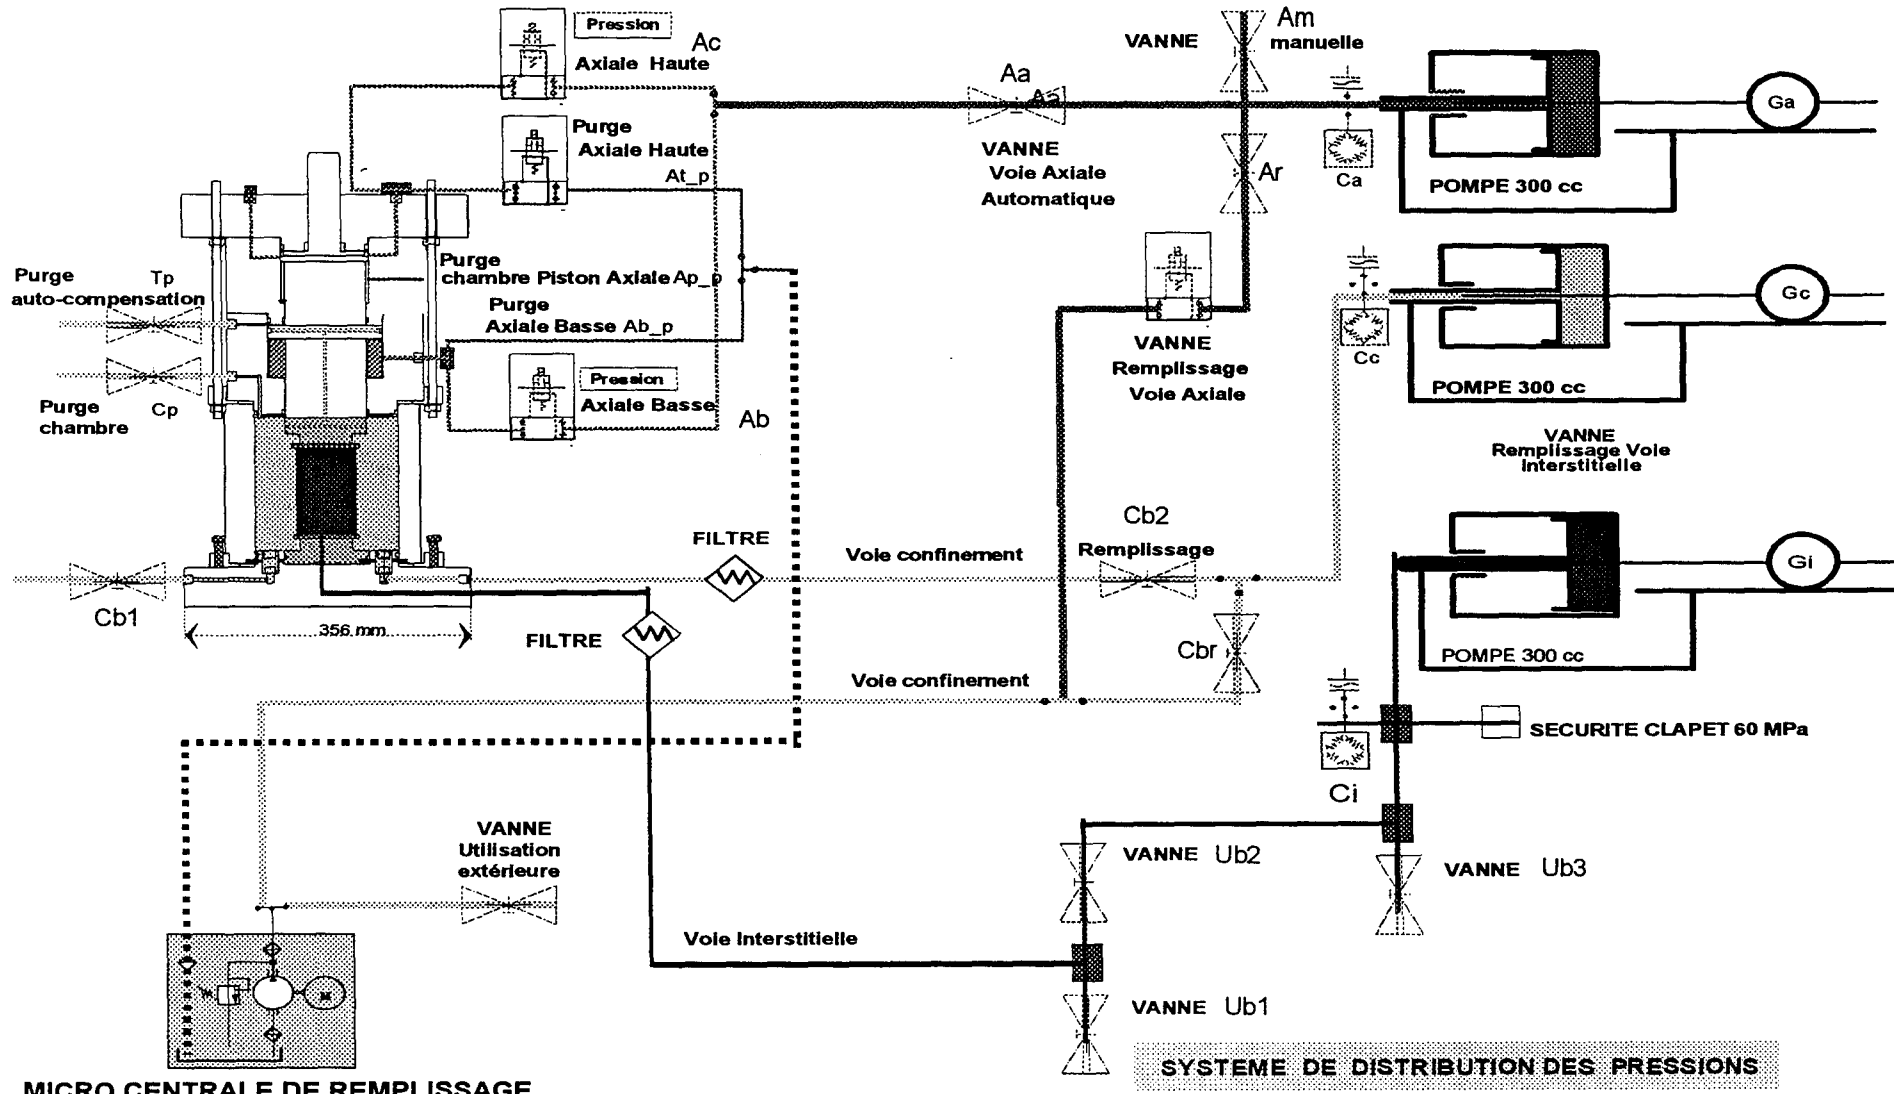 Pression
Ac
Axiale Haute
Purge
Axiale Haute
At_p
Purge
chambre Piston Axiale Ap_p
Purge
Axiale Basse Ab_p
Pression
Axiale Basse
Ab
Purge
Tp
auto-compensation
Cp
Purge
chambre
Cb1
356 mm
FILTRE
FILTRE
Aa
Aa
VANNE
Voie Axiale
Automatique
VANNE
Am
manuelle
Ar
Ca
POMPE 300 cc
Ga
VANNE
Remplissage
Voie Axiale
Cc
POMPE 300 cc
Gc
VANNE
Remplissage Voie
Interstitielle
Cb2
Remplissage
Voie confinement
Cbr
Voie confinement
POMPE 300 cc
Gi
SECURITE CLAPET 60 MPa
Ci
VANNE Ub2
VANNE Ub3
VANNE
Utilisation
extérieure
Voie Interstitielle
VANNE Ub1
M
SYSTEME DE DISTRIBUTION DES PRESSIONS
MICRO CENTRALE DE REMPLISSAGE